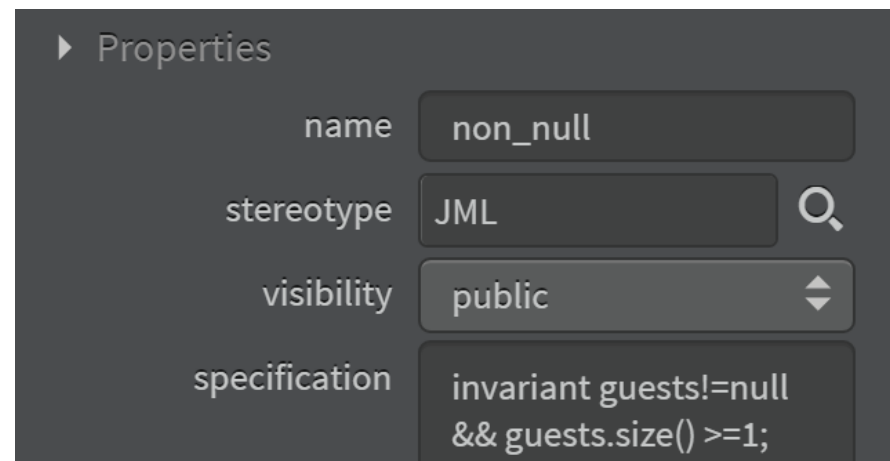 Properties
name
non_null
stereotype
JML
visibility
public
specification
invariant guests!=null
&& guests.size() >=1;